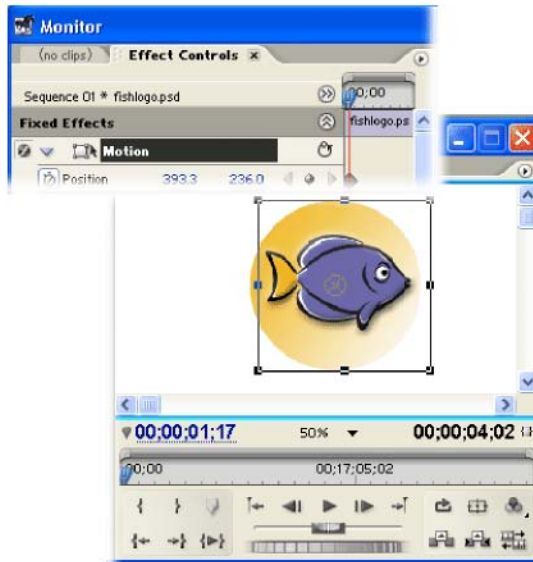 Monitor
(no clips) Effect Controls x
Sequence 01 * fishlogo.psd
00;00
Fixed Effects
fishlogo.ps
Motion
Position 393.3 236.0
00;00;01;17 50% 00;00;04;02
00;00 00;17;05;02